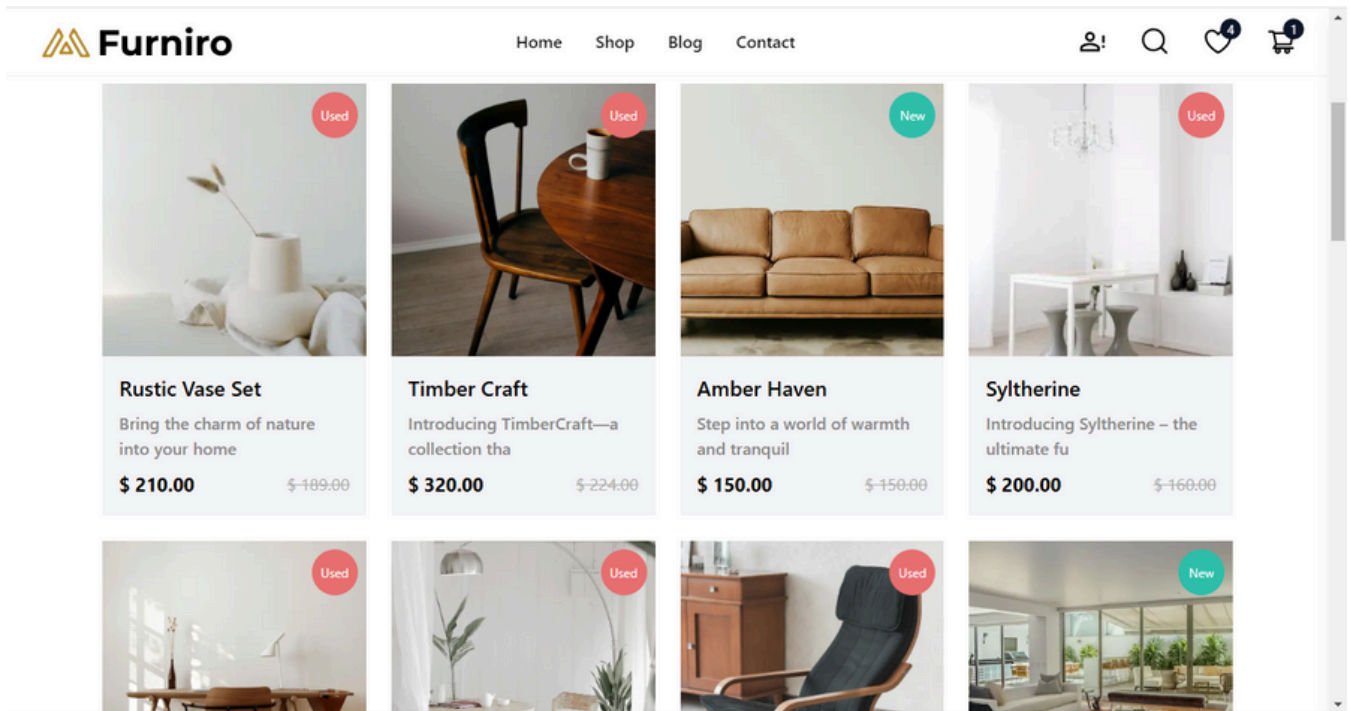 Furniro
Home Shop Blog Contact
4
1
Used
Used
New
Used
Rustic Vase Set
Bring the charm of nature
into your home
$ 210.00 $ 189.00
Timber Craft
Introducing TimberCraft—a
collection tha
$ 320.00 $ 224.00
Amber Haven
Step into a world of warmth
and tranquil
$ 150.00 $ 150.00
Syltherine
Introducing Syltherine – the
ultimate fu
$ 200.00 $ 160.00
Used
Used
Used
New